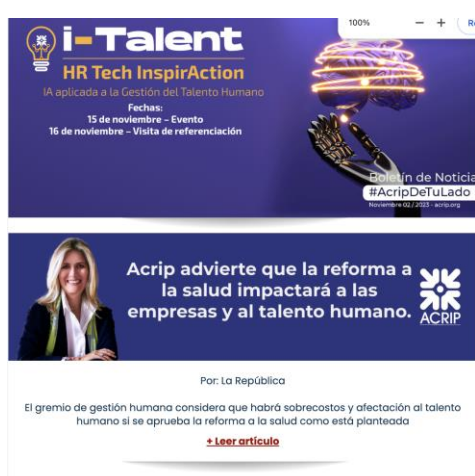 100% − + Re
i-Talent
HR Tech InspirAction
IA aplicada a la Gestión del Talento Humano
Fechas:
15 de noviembre – Evento
16 de noviembre – Visita de referenciación
Boletín de Noticia
#AcripDeTuLado
Noviembre 02 / 2023 - acrip.org
Acrip advierte que la reforma a
la salud impactará a las
empresas y al talento humano.
ACRIP
Por: La República
El gremio de gestión humana considera que habrá sobrecostos y afectación al talento
humano si se aprueba la reforma a la salud como está planteada
+ Leer artículo